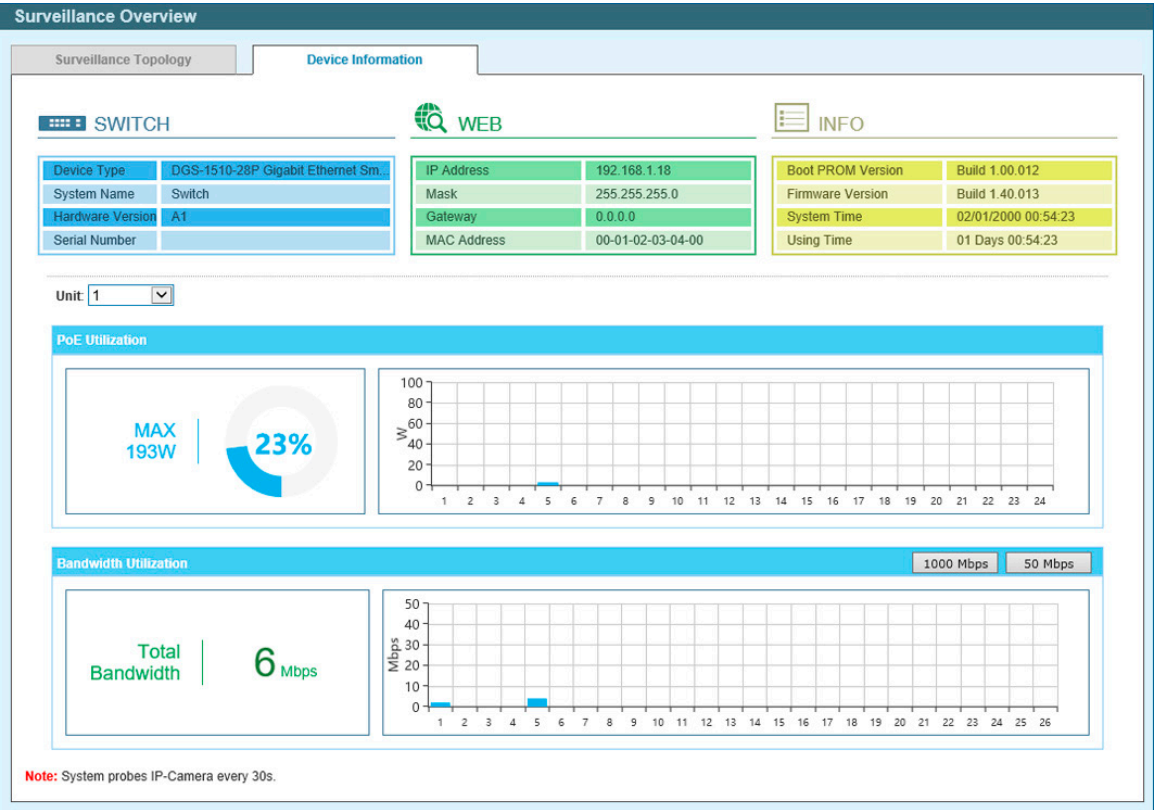 Surveillance Overview
Surveillance Topology
Device Information
SWITCH
Device Type DGS-1510-28P Gigabit Ethernet Sm...
System Name Switch
Hardware Version A1
Serial Number
WEB
IP Address 192.168.1.18
Mask 255.255.255.0
Gateway 0.0.0.0
MAC Address 00-01-02-03-04-00
INFO
Boot PROM Version Build 1.00.012
Firmware Version Build 1.40.013
System Time 02/01/2000 00:54:23
Using Time 01 Days 00:54:23
Unit: 1
PoE Utilization
MAX
193W
23%
100
80
60
40
20
0
W
1 2 3 4 5 6 7 8 9 10 11 12 13 14 15 16 17 18 19 20 21 22 23 24
Bandwidth Utilization
1000 Mbps
50 Mbps
Total
Bandwidth
6 Mbps
50
40
30
20
10
0
Mbps
1 2 3 4 5 6 7 8 9 10 11 12 13 14 15 16 17 18 19 20 21 22 23 24 25 26
Note: System probes IP-Camera every 30s.